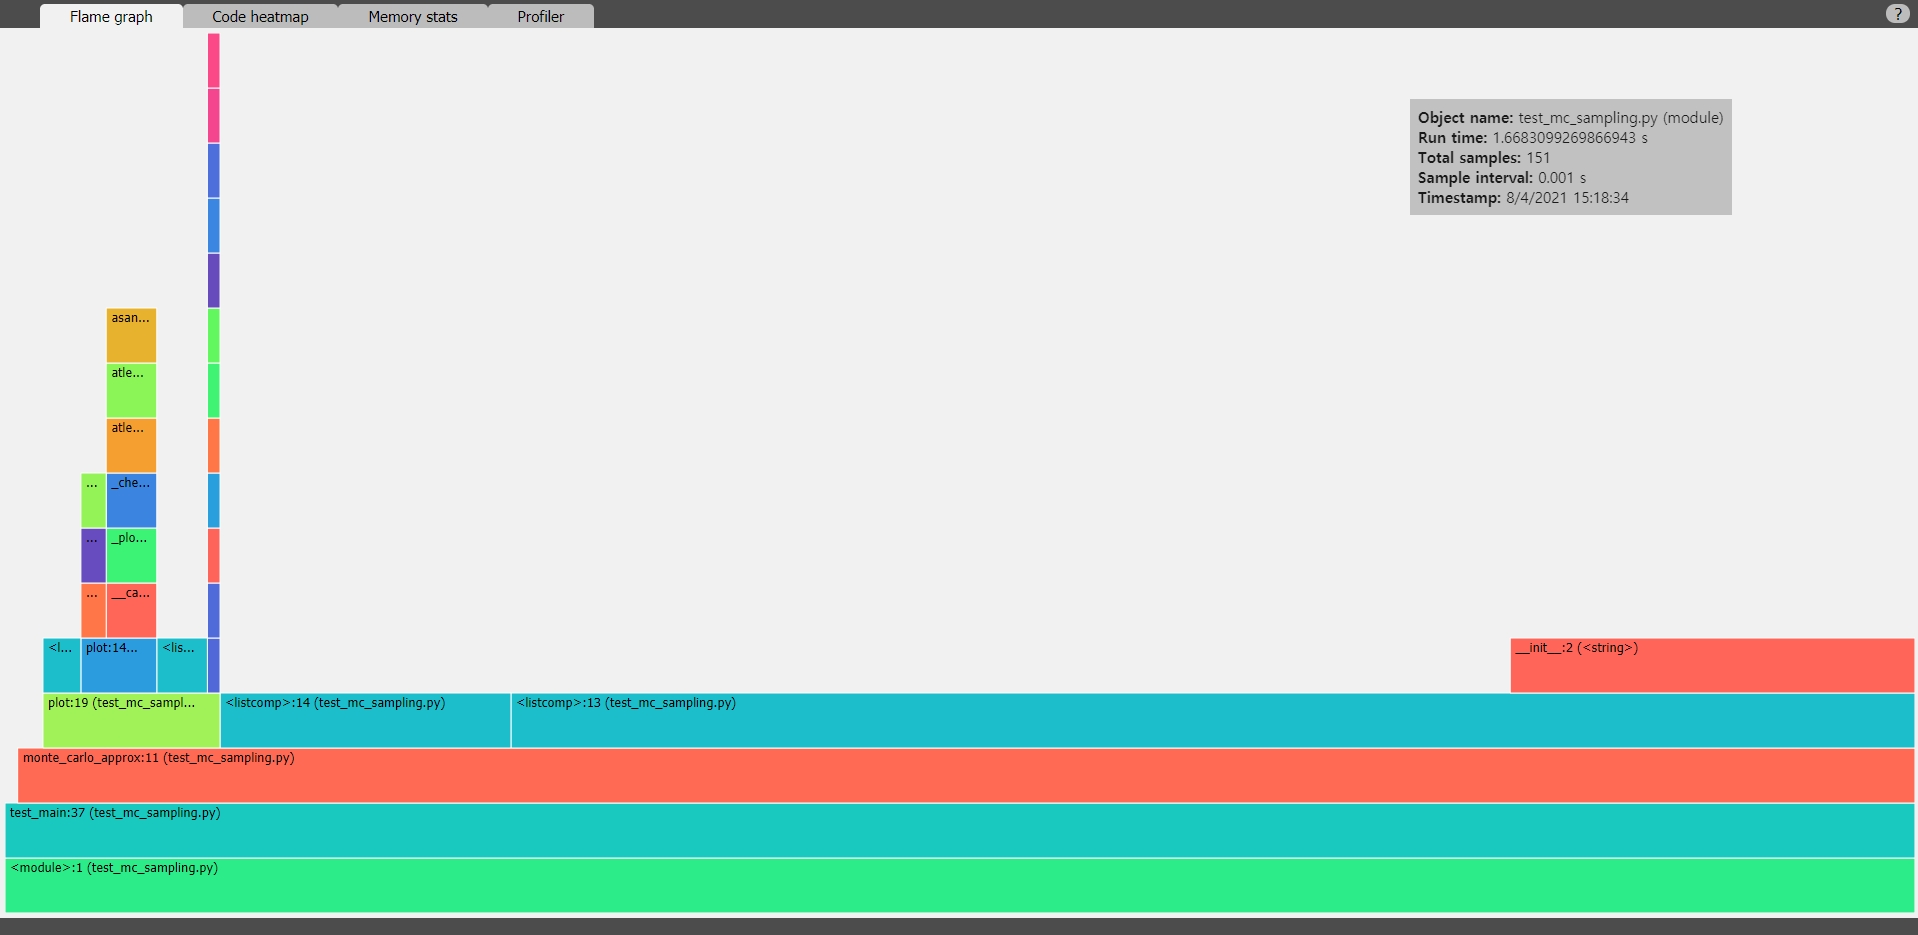 Flame graph
Code heatmap
Memory stats
Profiler
?
Object name: test_mc_sampling.py (module)
Run time: 1.6683099269866943 s
Total samples: 151
Sample interval: 0.001 s
Timestamp: 8/4/2021 15:18:34
asan...
atle...
atle...
... _che...
... _plo...
... __ca...
<l... plot:14... <lis... __init__:2 (<string>)
plot:19 (test_mc_sampl... <listcomp>:14 (test_mc_sampling.py) <listcomp>:13 (test_mc_sampling.py)
monte_carlo_approx:11 (test_mc_sampling.py)
test_main:37 (test_mc_sampling.py)
<module>:1 (test_mc_sampling.py)